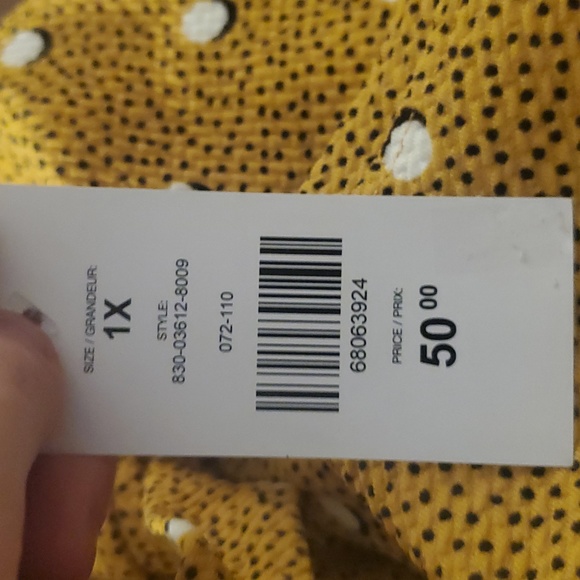 SIZE / GRANDEUR:
1X
STYLE:
830-03612-8009
072-110
68063924
PRICE / PRIX:
50 00